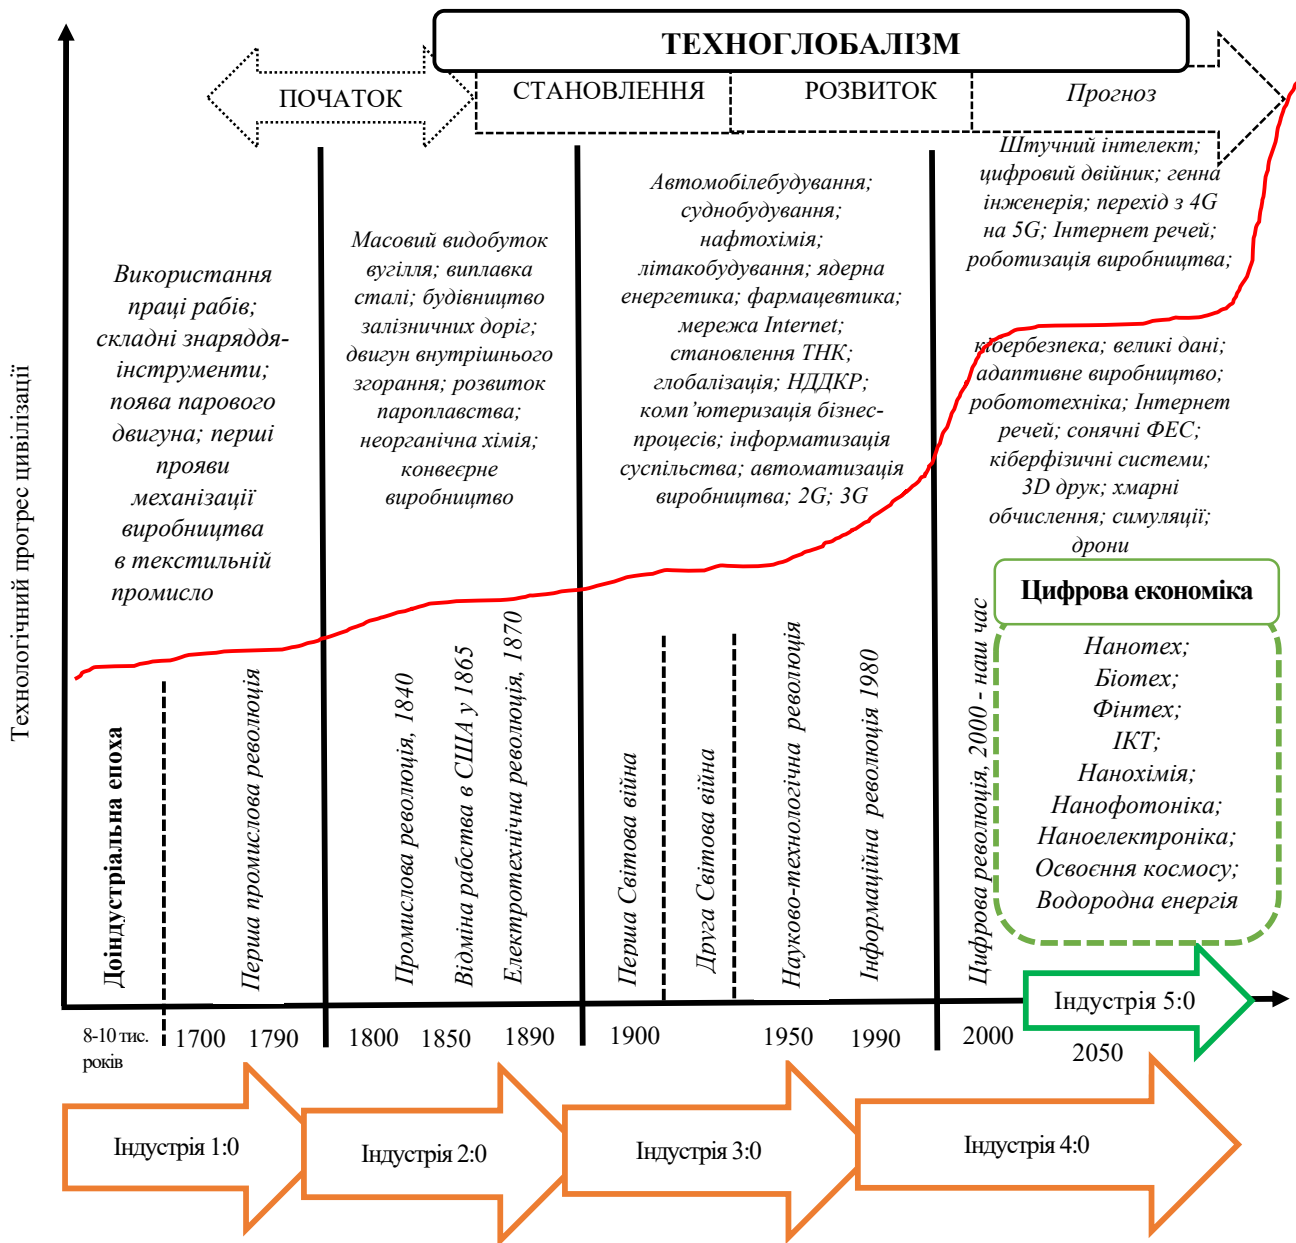 ТЕХНОГЛОБАЛІЗМ
ПОЧАТОК
СТАНОВЛЕННЯ
РОЗВИТОК
Прогноз
Технологічний прогрес цивілізації
Використання
праці рабів;
складні знаряддя-
інструменти;
поява парового
двигуна; перші
прояви
механізації
виробництва
в текстильній
промисло
Масовий видобуток
вугілля; виплавка
сталі; будівництво
залізничних доріг;
двигун внутрішнього
згорання; розвиток
пароплавства;
неорганічна хімія;
конвеєрне
виробництво
Автомобілебудування;
суднобудування;
нафтохімія;
літакобудування; ядерна
енергетика; фармацевтика;
мережа Internet;
становлення ТНК;
глобалізація; НДДКР;
комп’ютеризація бізнес-
процесів; інформатизація
суспільства; автоматизація
виробництва; 2G; 3G
Штучний інтелект;
цифровий двійник; генна
інженерія; перехід з 4G
на 5G; Інтернет речей;
роботизація виробництва;
кібербезпека; великі дані;
адаптивне виробництво;
робототехніка; Інтернет
речей; сонячні ФЕС;
кіберфізичні системи;
3D друк; хмарні
обчислення; симуляції;
дрони
Доіндустріальна епоха
Перша промислова революція
Промислова революція, 1840
Відміна рабства в США у 1865
Електротехнічна революція, 1870
Перша Світова війна
Друга Світова війна
Науково-технологічна революція
Інформаційна революція 1980
Цифрова революція, 2000 - наш час
Цифрова економіка
Нанотех;
Біотех;
Фінтех;
ІКТ;
Нанохімія;
Нанофотоніка;
Наноелектроніка;
Освоєння космосу;
Водородна енергія
Індустрія 5:0
8-10 тис.
років
1700
1790
1800
1850
1890
1900
1950
1990
2000
2050
Індустрія 1:0
Індустрія 2:0
Індустрія 3:0
Індустрія 4:0